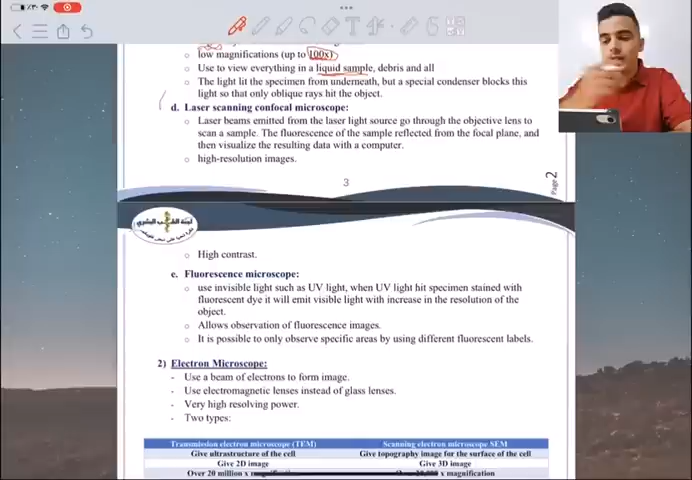 low magnifications (up to 100x)
Use to view everything in a liquid sample, debris and all
The light lit the specimen from underneath, but a special condenser blocks this
light so that only oblique rays hit the object.
d. Laser scanning confocal microscope:
Laser beams emitted from the laser light source go through the objective lens to
scan a sample. The fluorescence of the sample reflected from the focal plane, and
then visualize the resulting data with a computer.
high-resolution images.
3
Page 2
لجنة الطب البشري
High contrast.
e. Fluorescence microscope:
use invisible light such as UV light, when UV light hit specimen stained with
fluorescent dye it will emit visible light with increase in the resolution of the
object.
Allows observation of fluorescence images.
It is possible to only observe specific areas by using different fluorescent labels.
2) Electron Microscope:
- Use a beam of electrons to form image.
- Use electromagnetic lenses instead of glass lenses.
- Very high resolving power.
- Two types:
Transmission electron microscope (TEM) Scanning electron microscope SEM
Give ultrastructure of the cell Give topography image for the surface of the cell
Give 2D image Give 3D image
Over 20 million x magnification